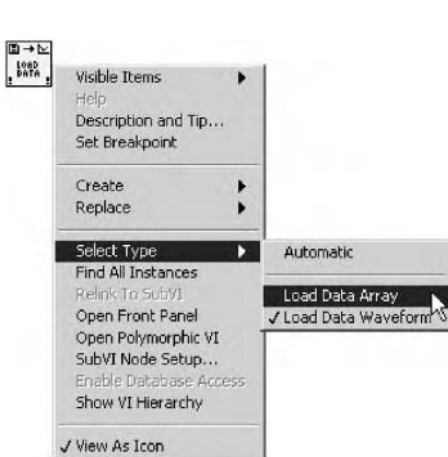 LOAD
DATA
Visible Items
Help
Description and Tip...
Set Breakpoint
Create
Replace
Select Type
Find All Instances
Relink To SubVI
Open Front Panel
Open Polymorphic VI
SubVI Node Setup...
Enable Database Access
Show VI Hierarchy
✓ View As Icon
Automatic
Load Data Array
✓ Load Data Waveform